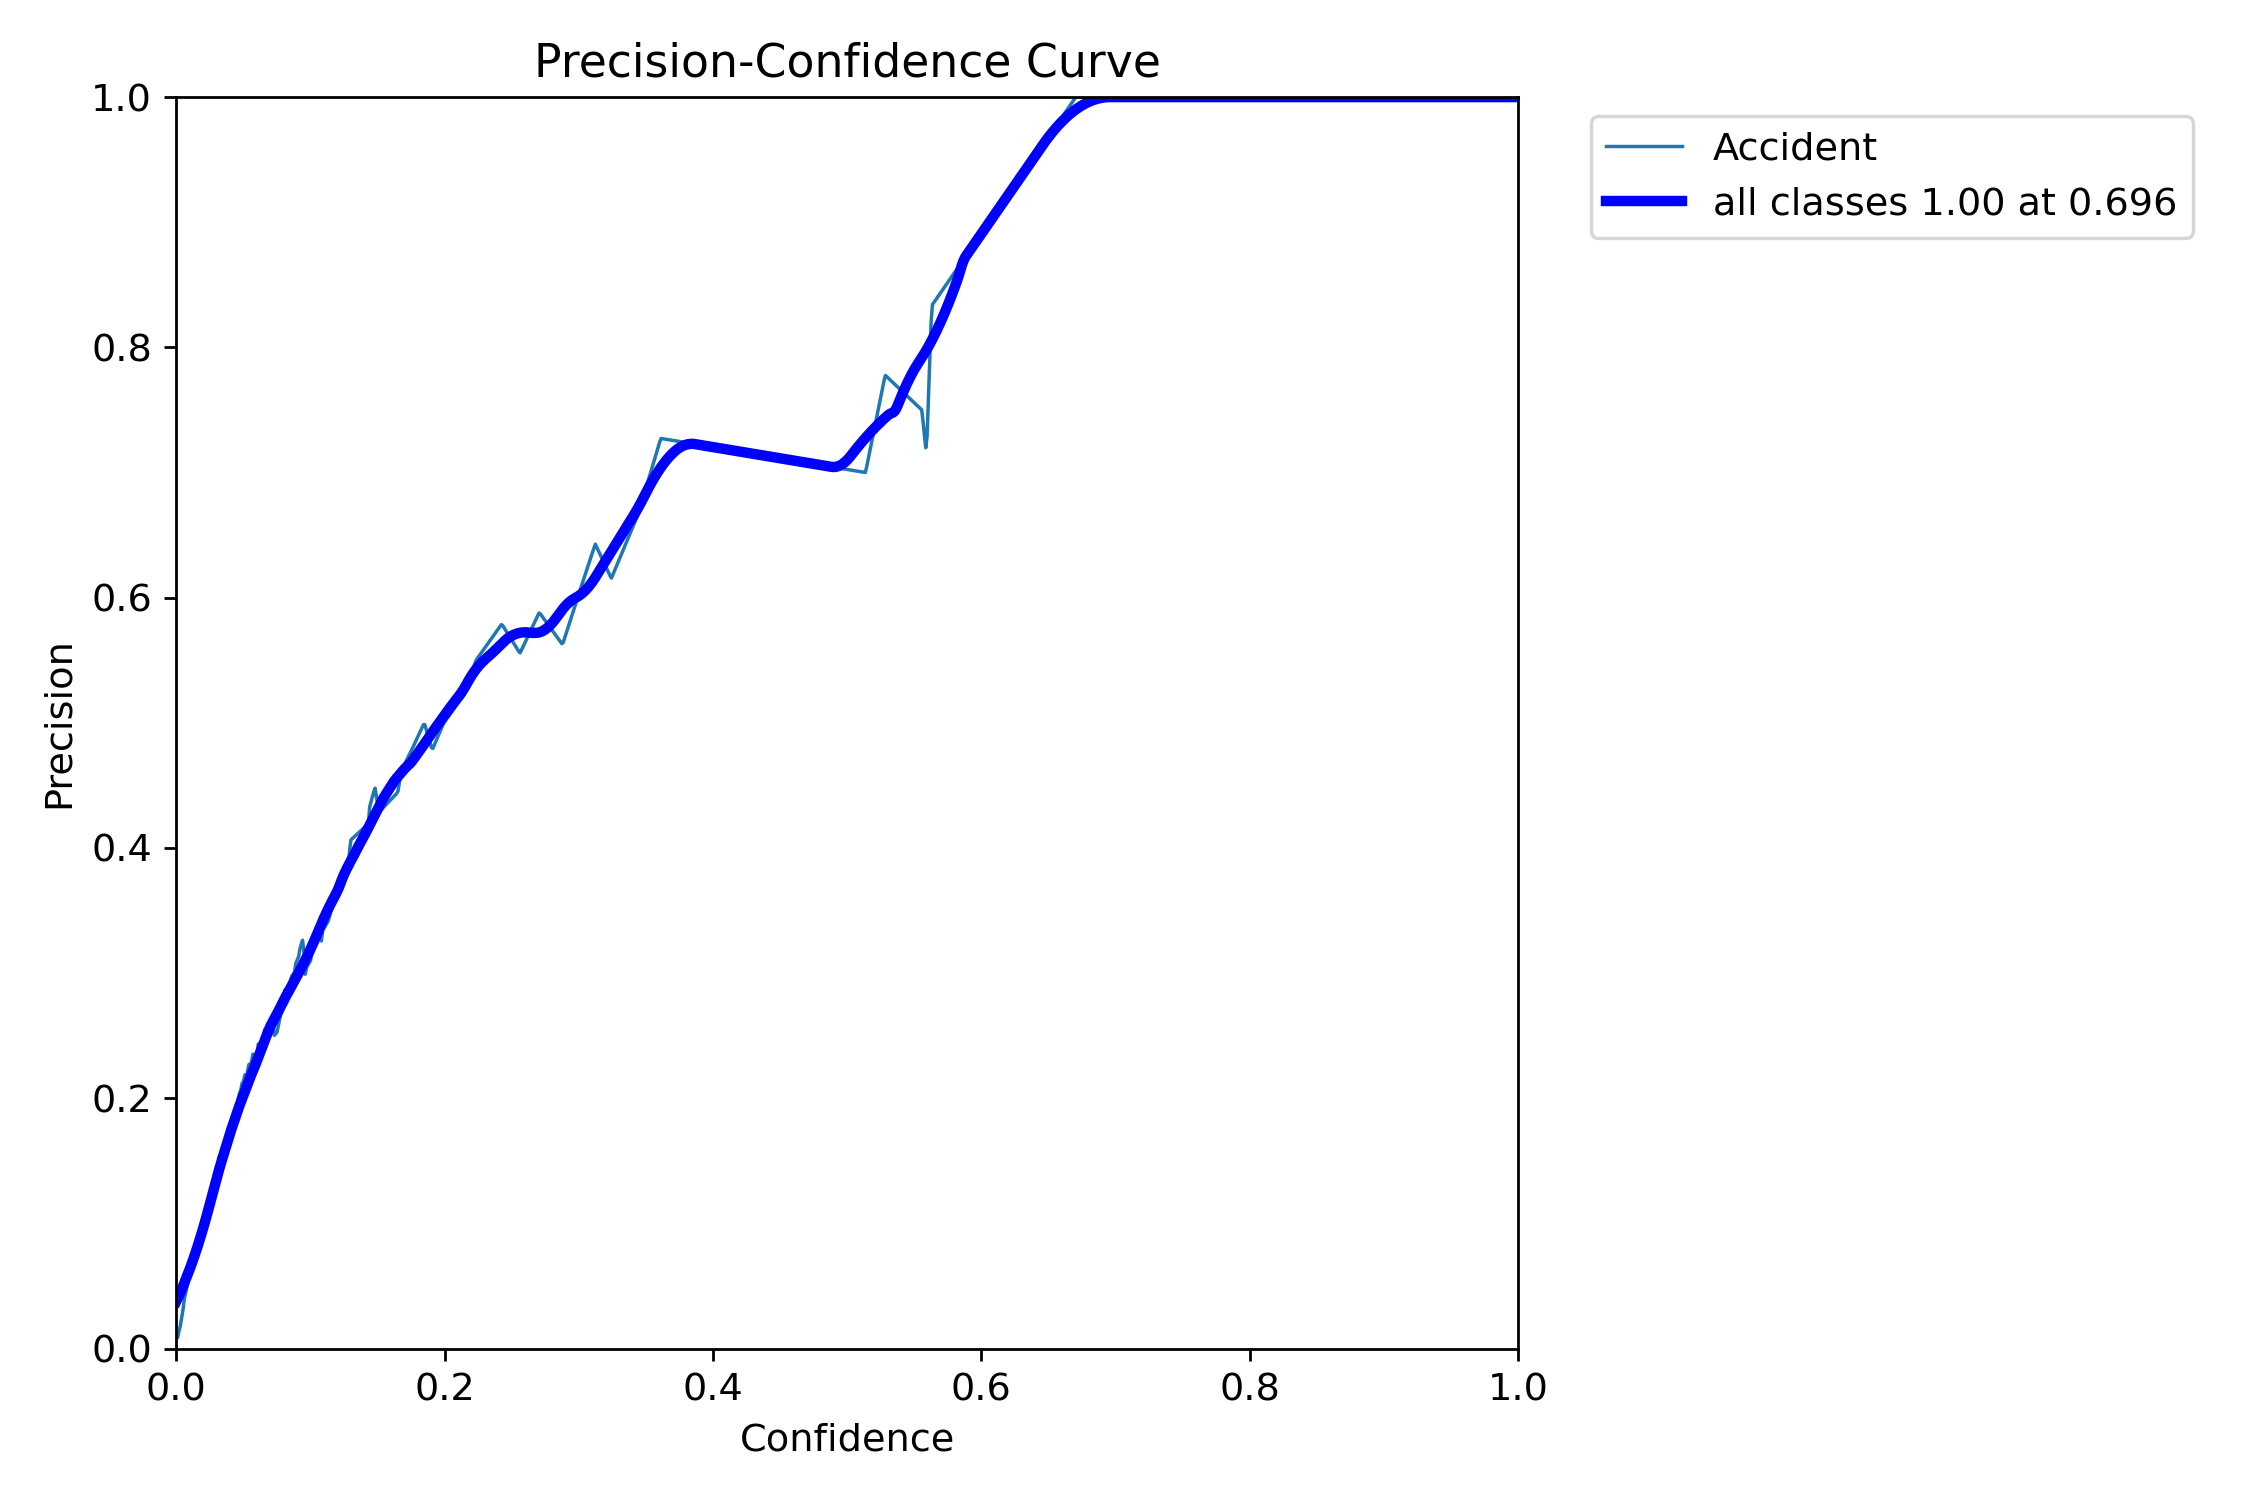 Precision-Confidence Curve
1.0
0.8
0.6
0.4
0.2
0.0
Precision
0.0 0.2 0.4 0.6 0.8 1.0
Confidence
Accident
all classes 1.00 at 0.696